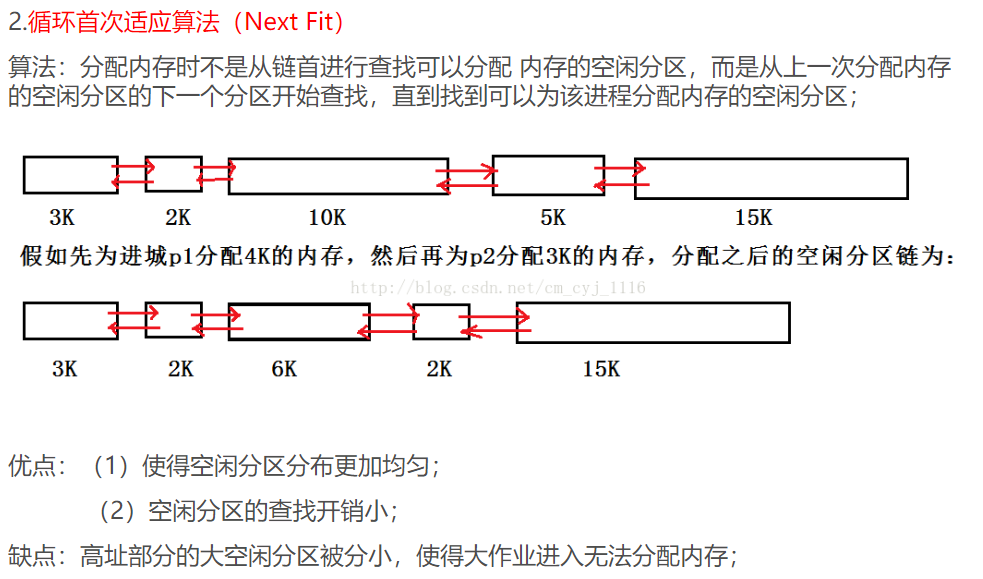 2.循环首次适应算法（Next Fit）
算法：分配内存时不是从链首进行查找可以分配 内存的空闲分区，而是从上一次分配内存
的空闲分区的下一个分区开始查找，直到找到可以为该进程分配内存的空闲分区；
3K 2K 10K 5K 15K
假如先为进城p1分配4K的内存，然后再为p2分配3K的内存，分配之后的空闲分区链为：
http://blog.csdn.net/cm_cyj_1116
3K 2K 6K 2K 15K
优点：（1）使得空闲分区分布更加均匀；
（2）空闲分区的查找开销小；
缺点：高址部分的大空闲分区被分小，使得大作业进入无法分配内存；